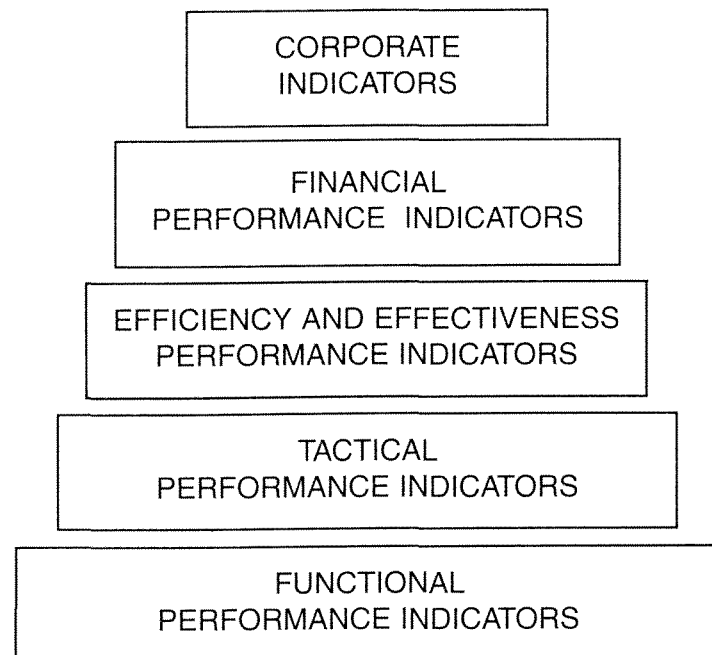 CORPORATE
INDICATORS
FINANCIAL
PERFORMANCE INDICATORS
EFFICIENCY AND EFFECTIVENESS
PERFORMANCE INDICATORS
TACTICAL
PERFORMANCE INDICATORS
FUNCTIONAL
PERFORMANCE INDICATORS